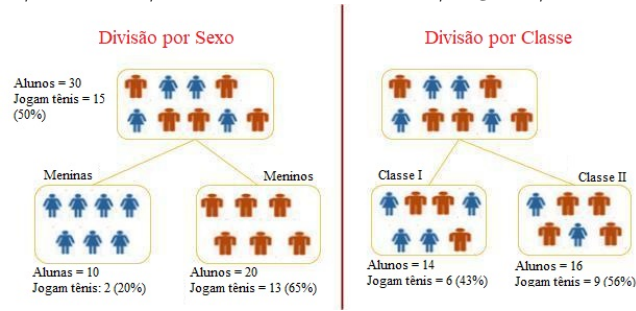 Divisão por Sexo
Alunos = 30
Jogam tênis = 15
(50%)
Meninas
Meninos
Alunas = 10
Jogam tênis: 2 (20%)
Alunos = 20
Jogam tênis = 13 (65%)
Divisão por Classe
Classe I
Classe II
Alunos = 14
Jogam tênis = 6 (43%)
Alunos = 16
Jogam tênis = 9 (56%)